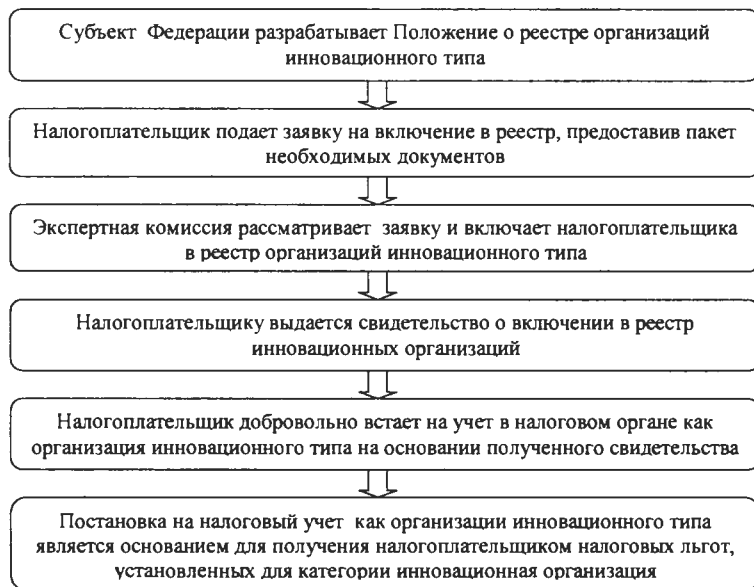 Субъект Федерации разрабатывает Положение о реестре организаций
инновационного типа
Налогоплательщик подает заявку на включение в реестр, предоставив пакет
необходимых документов
Экспертная комиссия рассматривает заявку и включает налогоплательщика
в реестр организаций инновационного типа
Налогоплательщику выдается свидетельство о включении в реестр
инновационных организаций
Налогоплательщик добровольно встает на учет в налоговом органе как
организация инновационного типа на основании полученного свидетельства
Постановка на налоговый учет как организации инновационного типа
является основанием для получения налогоплательщиком налоговых льгот,
установленных для категории инновационная организация